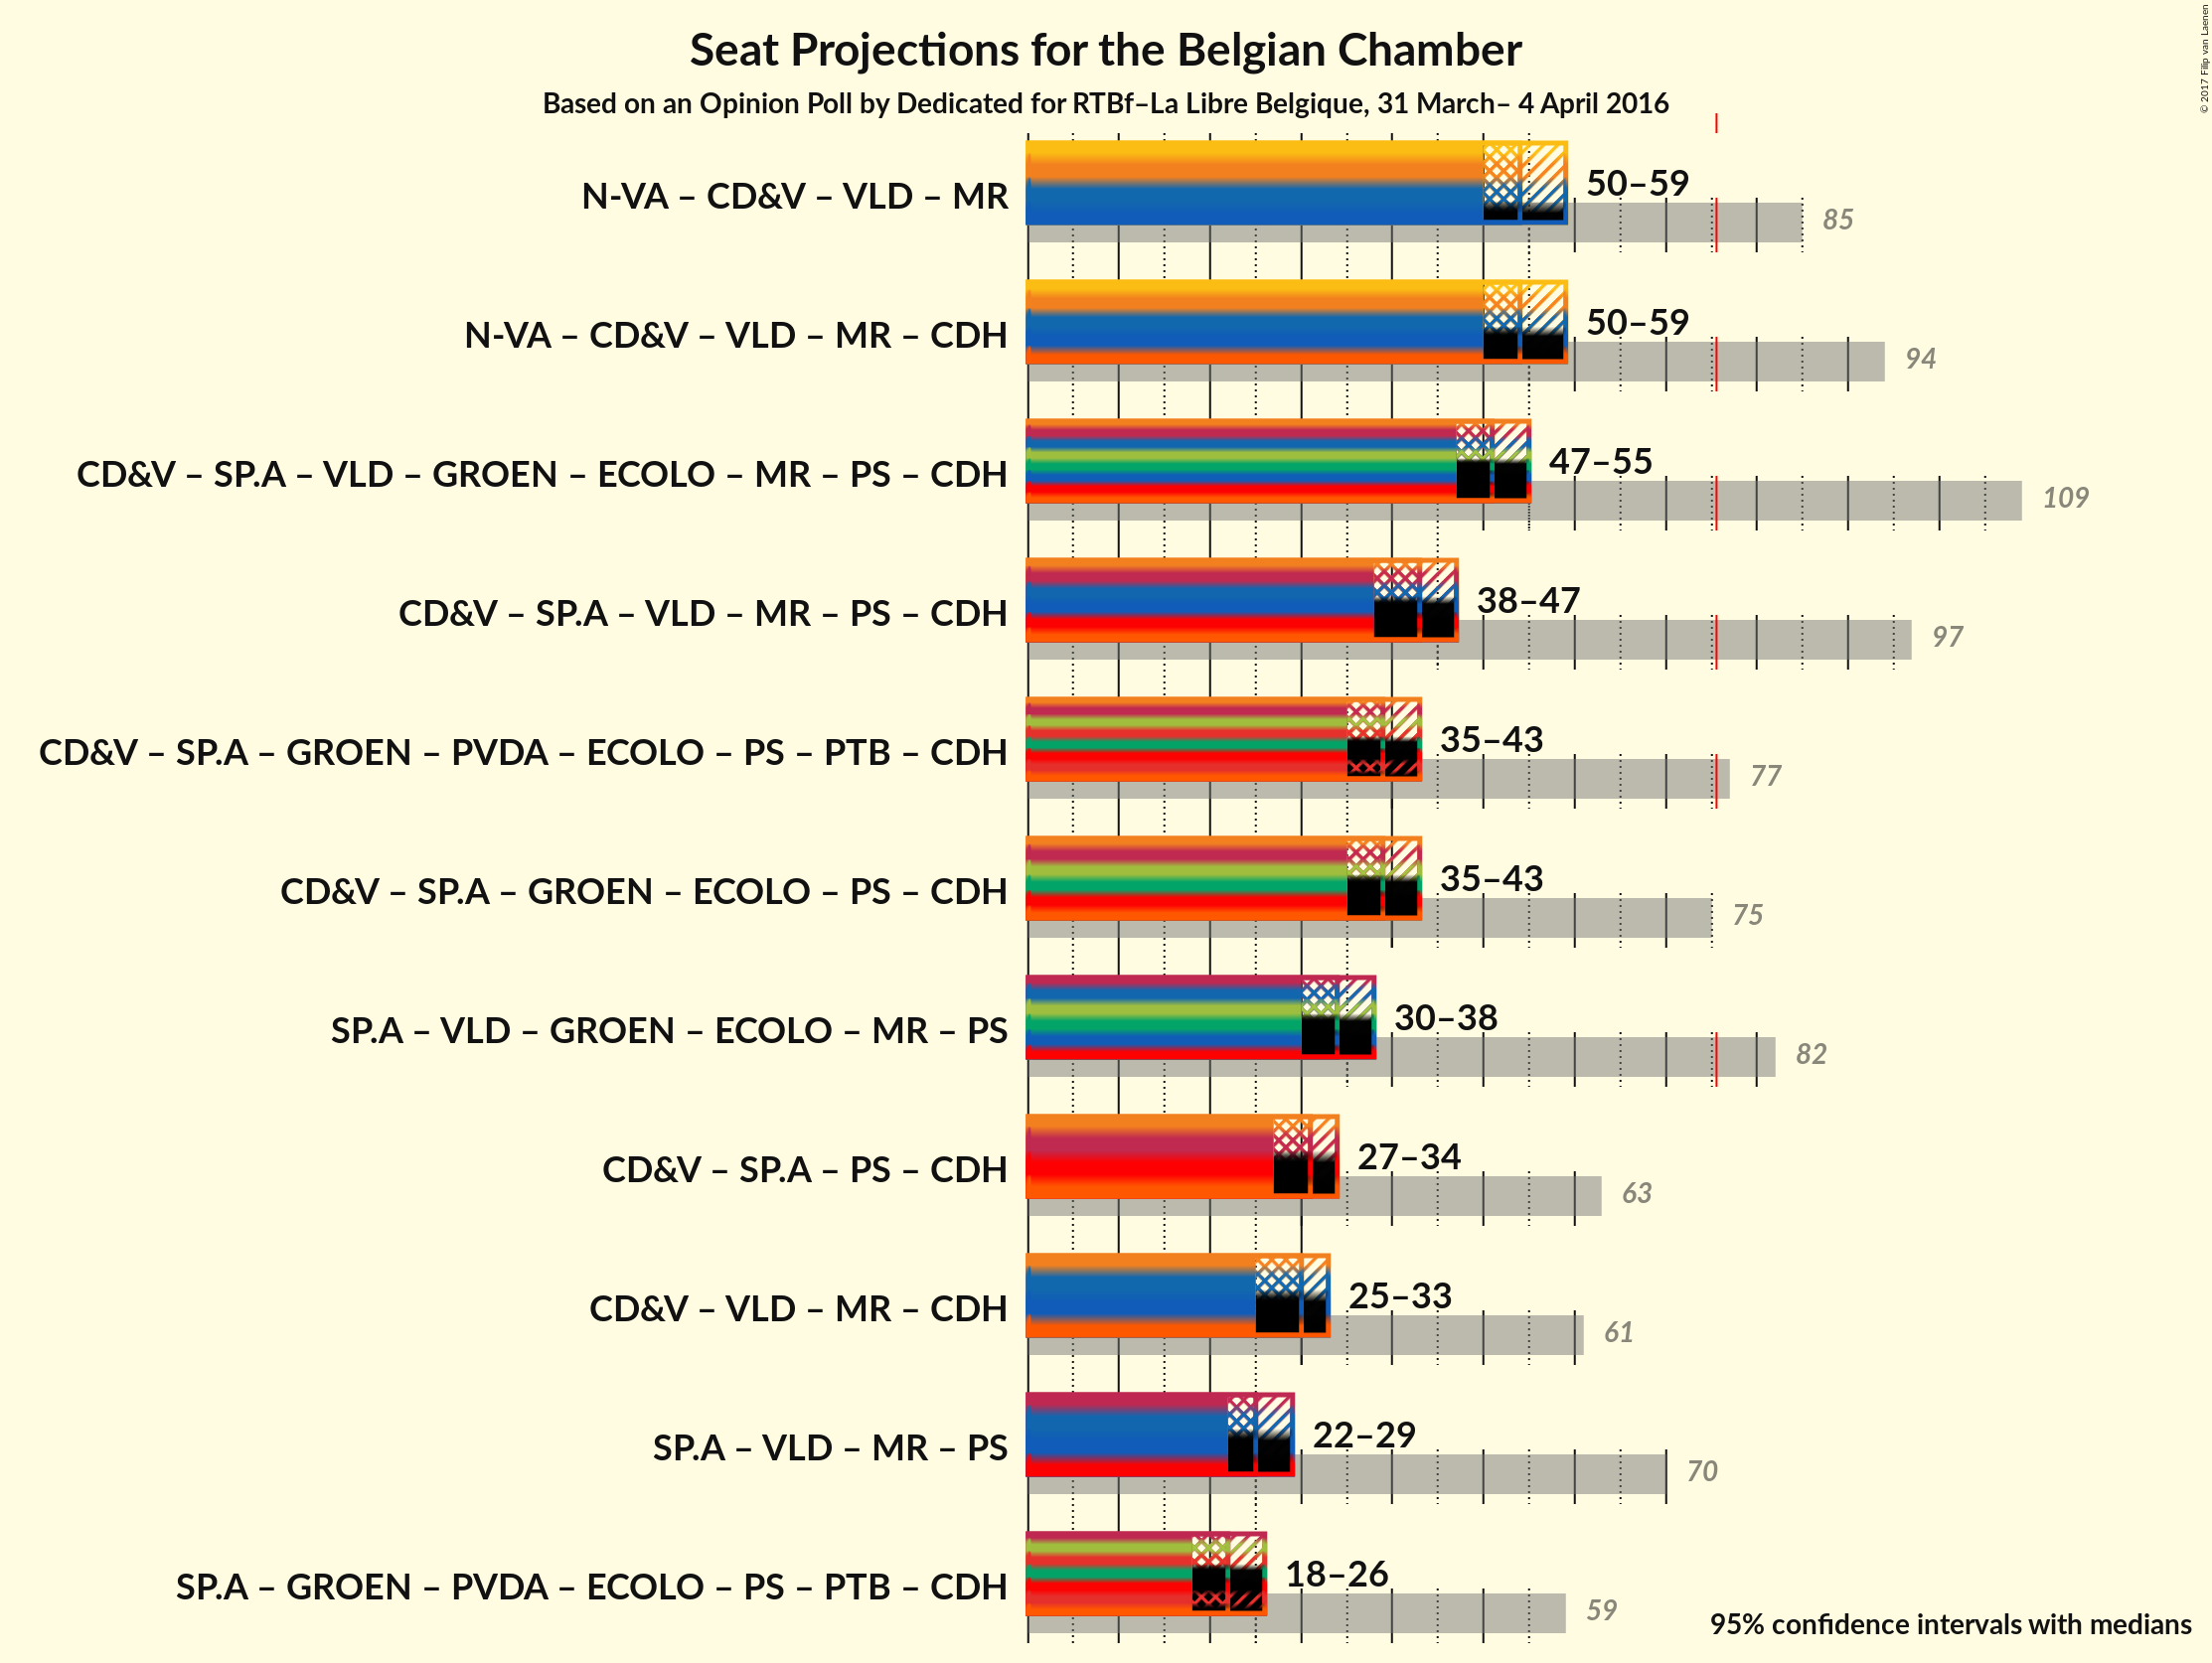 Seat Projections for the Belgian Chamber
Based on an Opinion Poll by Dedicated for RTBf–La Libre Belgique, 31 March– 4 April 2016
© 2017 Filip van Laenen
N-VA – CD&V – VLD – MR
50–59
85
N-VA – CD&V – VLD – MR – CDH
50–59
94
CD&V – SP.A – VLD – GROEN – ECOLO – MR – PS – CDH
47–55
109
CD&V – SP.A – VLD – MR – PS – CDH
38–47
97
CD&V – SP.A – GROEN – PVDA – ECOLO – PS – PTB – CDH
35–43
77
CD&V – SP.A – GROEN – ECOLO – PS – CDH
35–43
75
SP.A – VLD – GROEN – ECOLO – MR – PS
30–38
82
CD&V – SP.A – PS – CDH
27–34
63
CD&V – VLD – MR – CDH
25–33
61
SP.A – VLD – MR – PS
22–29
70
SP.A – GROEN – PVDA – ECOLO – PS – PTB – CDH
18–26
59
95% confidence intervals with medians